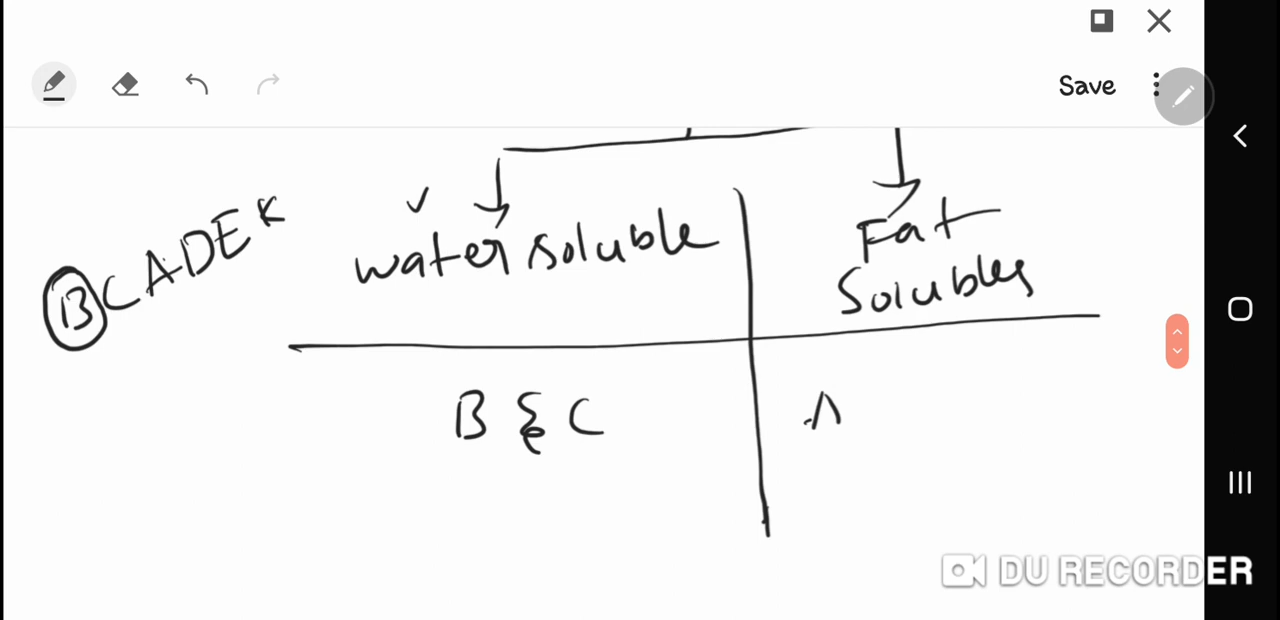 Save
BCADEK
water soluble
Fat
Solubles
B & C
DU RECORDER